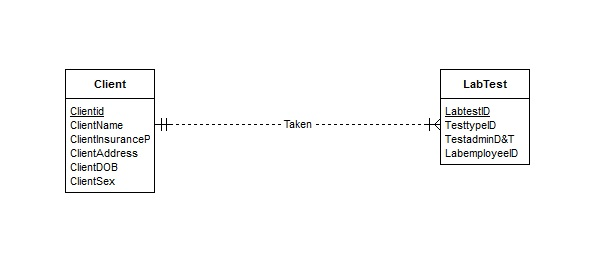 Client
Clientid
ClientName
ClientInsuranceP
ClientAddress
ClientDOB
ClientSex
Taken
LabTest
LabtestID
TesttypeID
TestadminD&T
LabemployeeID